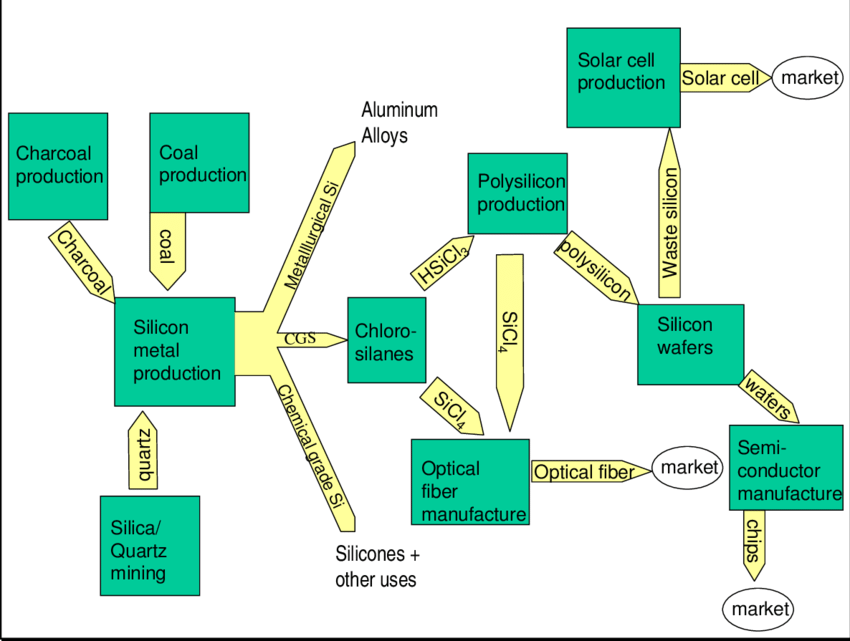 Solar cell
production
Solar cell
market
Aluminum
Alloys
Charcoal
production
Coal
production
Polysilicon
production
Waste silicon
Charcoal
coal
Metalllurgical Si
HSiCl3
polysilicon
Silicon
metal
production
CGS
Chloro-
silanes
SiCl4
Silicon
wafers
Chemical grade Si
SiCl4
wafers
quartz
Optical
fiber
manufacture
Optical fiber
market
Semi-
conductor
manufacture
Silica/
Quartz
mining
Silicones +
other uses
chips
market